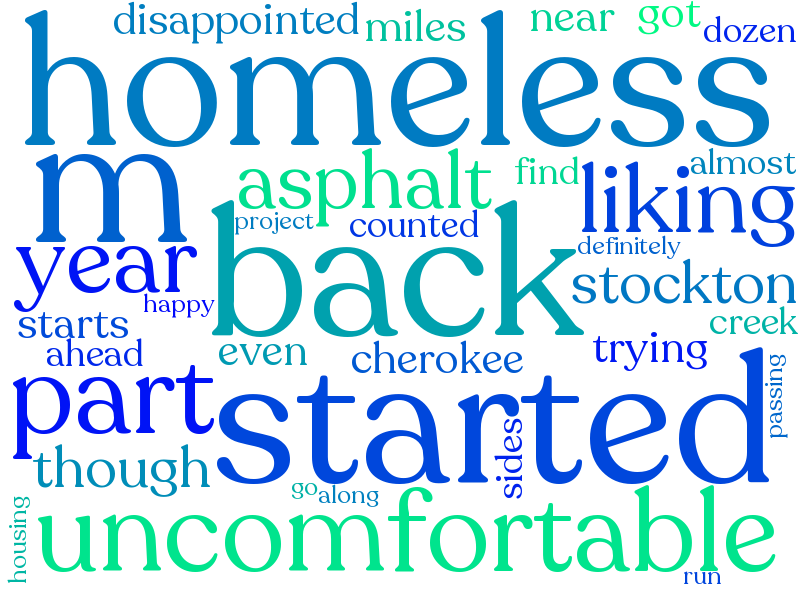 disappointed
miles
near
got
dozen
homeless
m
asphalt
find
almost
liking
project
counted
definitely
year
back
stockton
happy
creek
starts
even
cherokee
trying
ahead
part
started
passing
though
sides
go
along
housing
uncomfortable
run